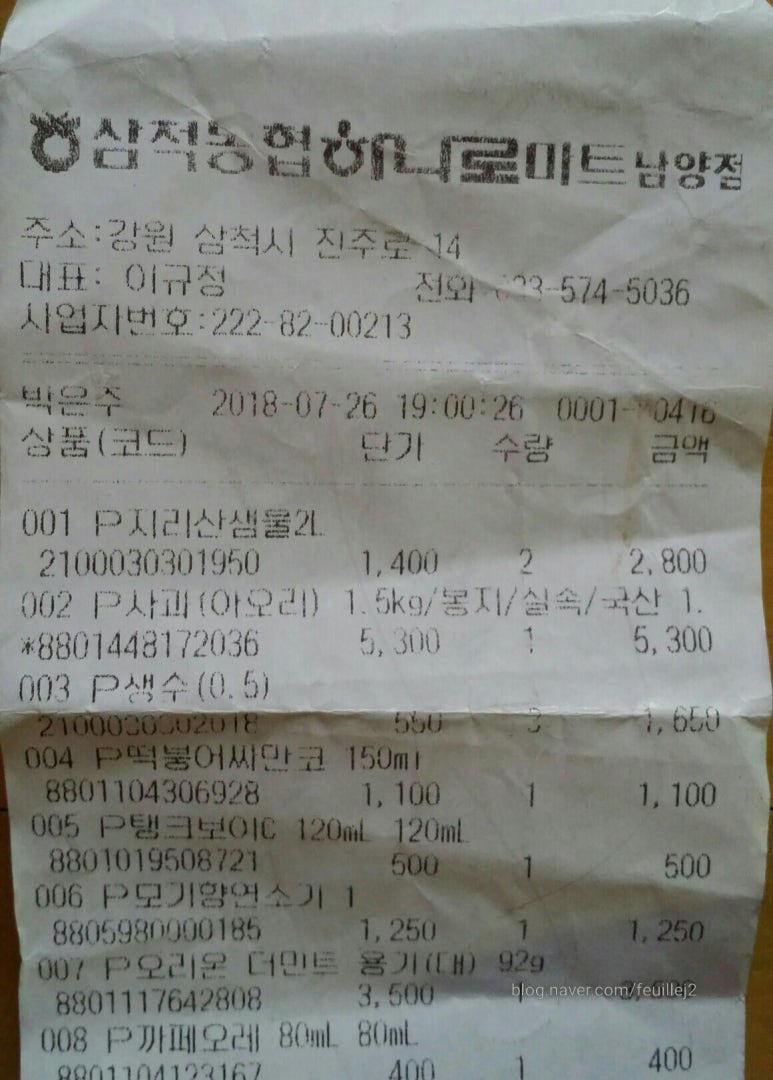 삼척농협하나로마트남양점
주소:강원 삼척시 진주로 14
대표: 이규정 전화 033-574-5036
사업자번호:222-82-00213
박은주 2018-07-26 19:00:26
상품(코드) 단가 수량 금액
001 P지리산샘물2L
2100030301950 1,400 2 2,800
002 P사과(아오리) 1.5kg/봉지/실속/국산 1.
*8801448172036 5,300 1 5,300
003 P생수(0.5)
2100030302018 550 3 1,650
004 P떡붕어싸만코 150ml
8801104306928 1,100 1 1,100
005 P탱크보이C 120mL 120mL
8801019508721 500 1 500
006 P모기향연소기 1
8805980000185 1,250 1 1,250
007 P오리온 더민트 용기(대) 92g
8801117642808 3,500 1
blog.naver.com/feuillej2
008 P까페오레 80mL 80mL
8801104123167 400 1 400